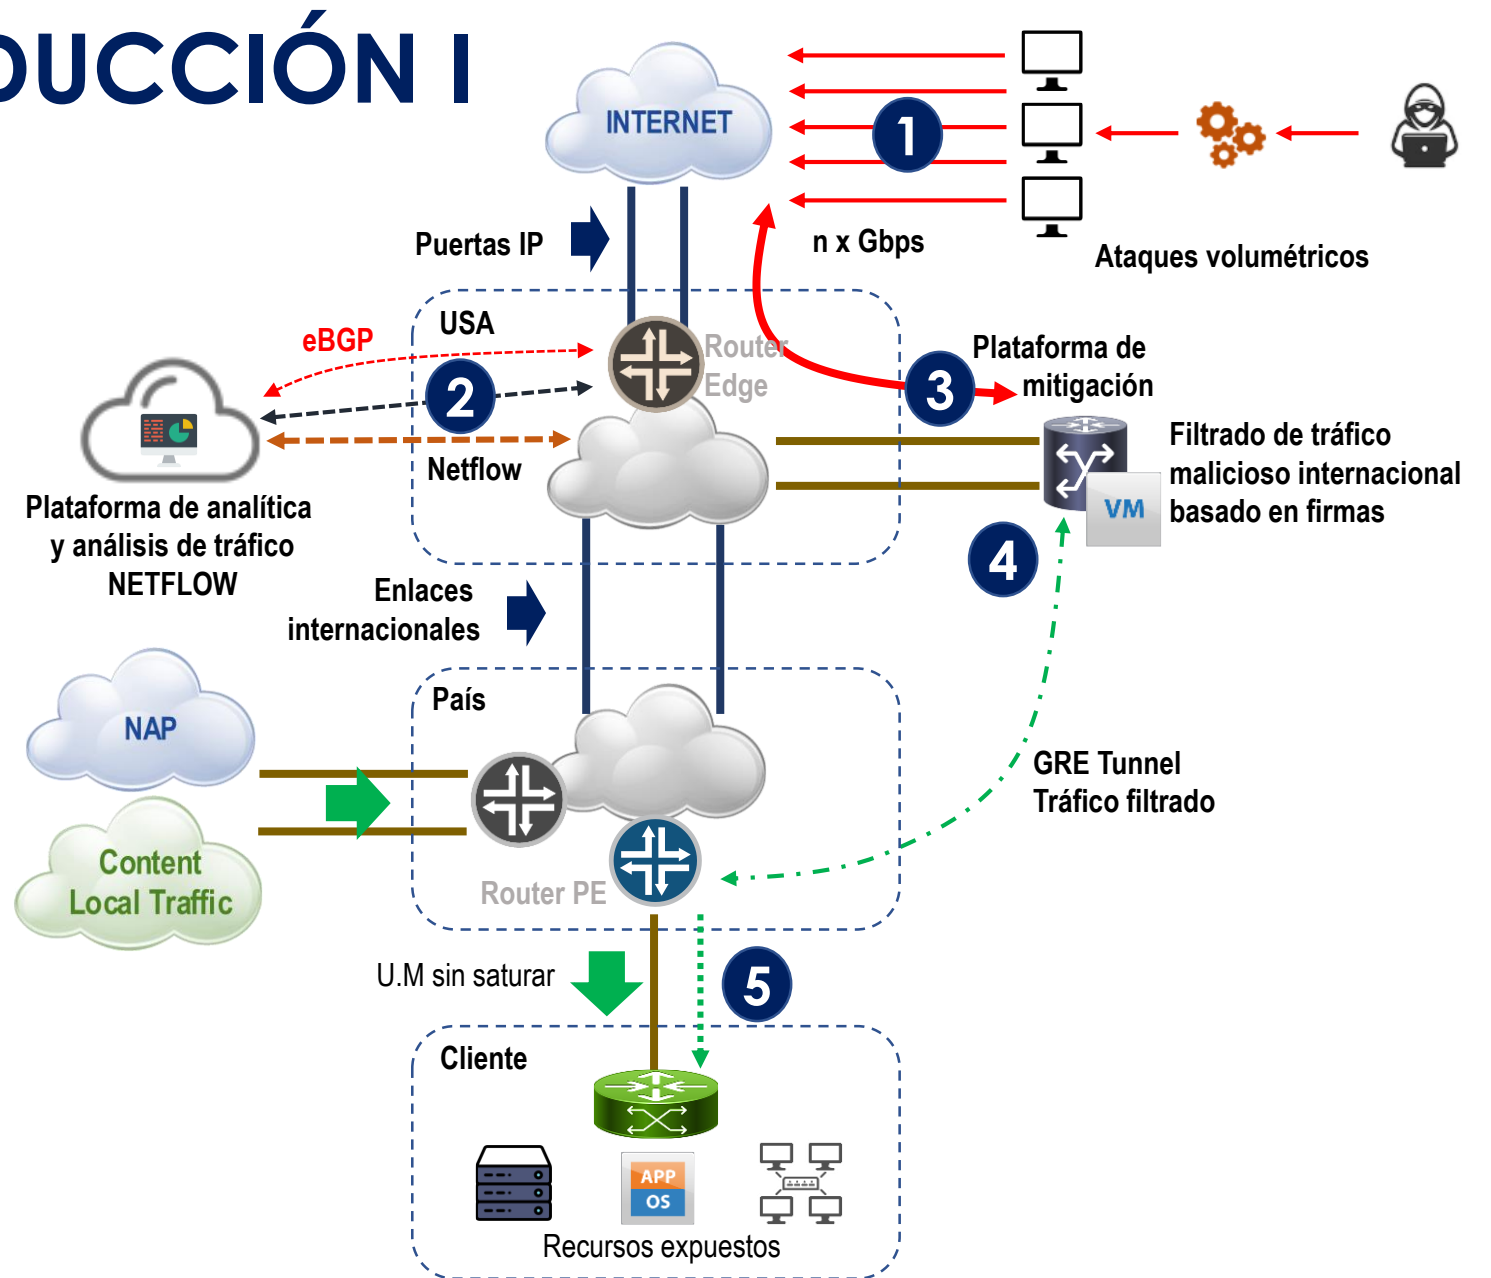 DUCCIÓN I
INTERNET
1
Puertas IP
n x Gbps
Ataques volumétricos
USA
eBGP
Router
Edge
2
3
Plataforma de
mitigación
Netflow
Filtrado de tráfico
malicioso internacional
basado en firmas
VM
Plataforma de analítica
y análisis de tráfico
NETFLOW
4
Enlaces
internacionales
País
NAP
GRE Tunnel
Tráfico filtrado
Content
Local Traffic
Router PE
U.M sin saturar
5
Cliente
APP
OS
Recursos expuestos